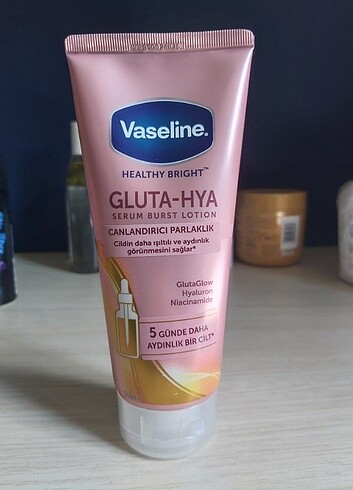 Vaseline.
HEALTHY BRIGHT™
GLUTA-HYA
SERUM BURST LOTION
CANLANDIRICI PARLAKLIK
Cildin daha ışıltılı ve aydınlık
görünmesini sağlar*
GlutaGlow
Hyaluron
Niacinamide
5 GÜNDE DAHA
AYDINLIK BİR CİLT*